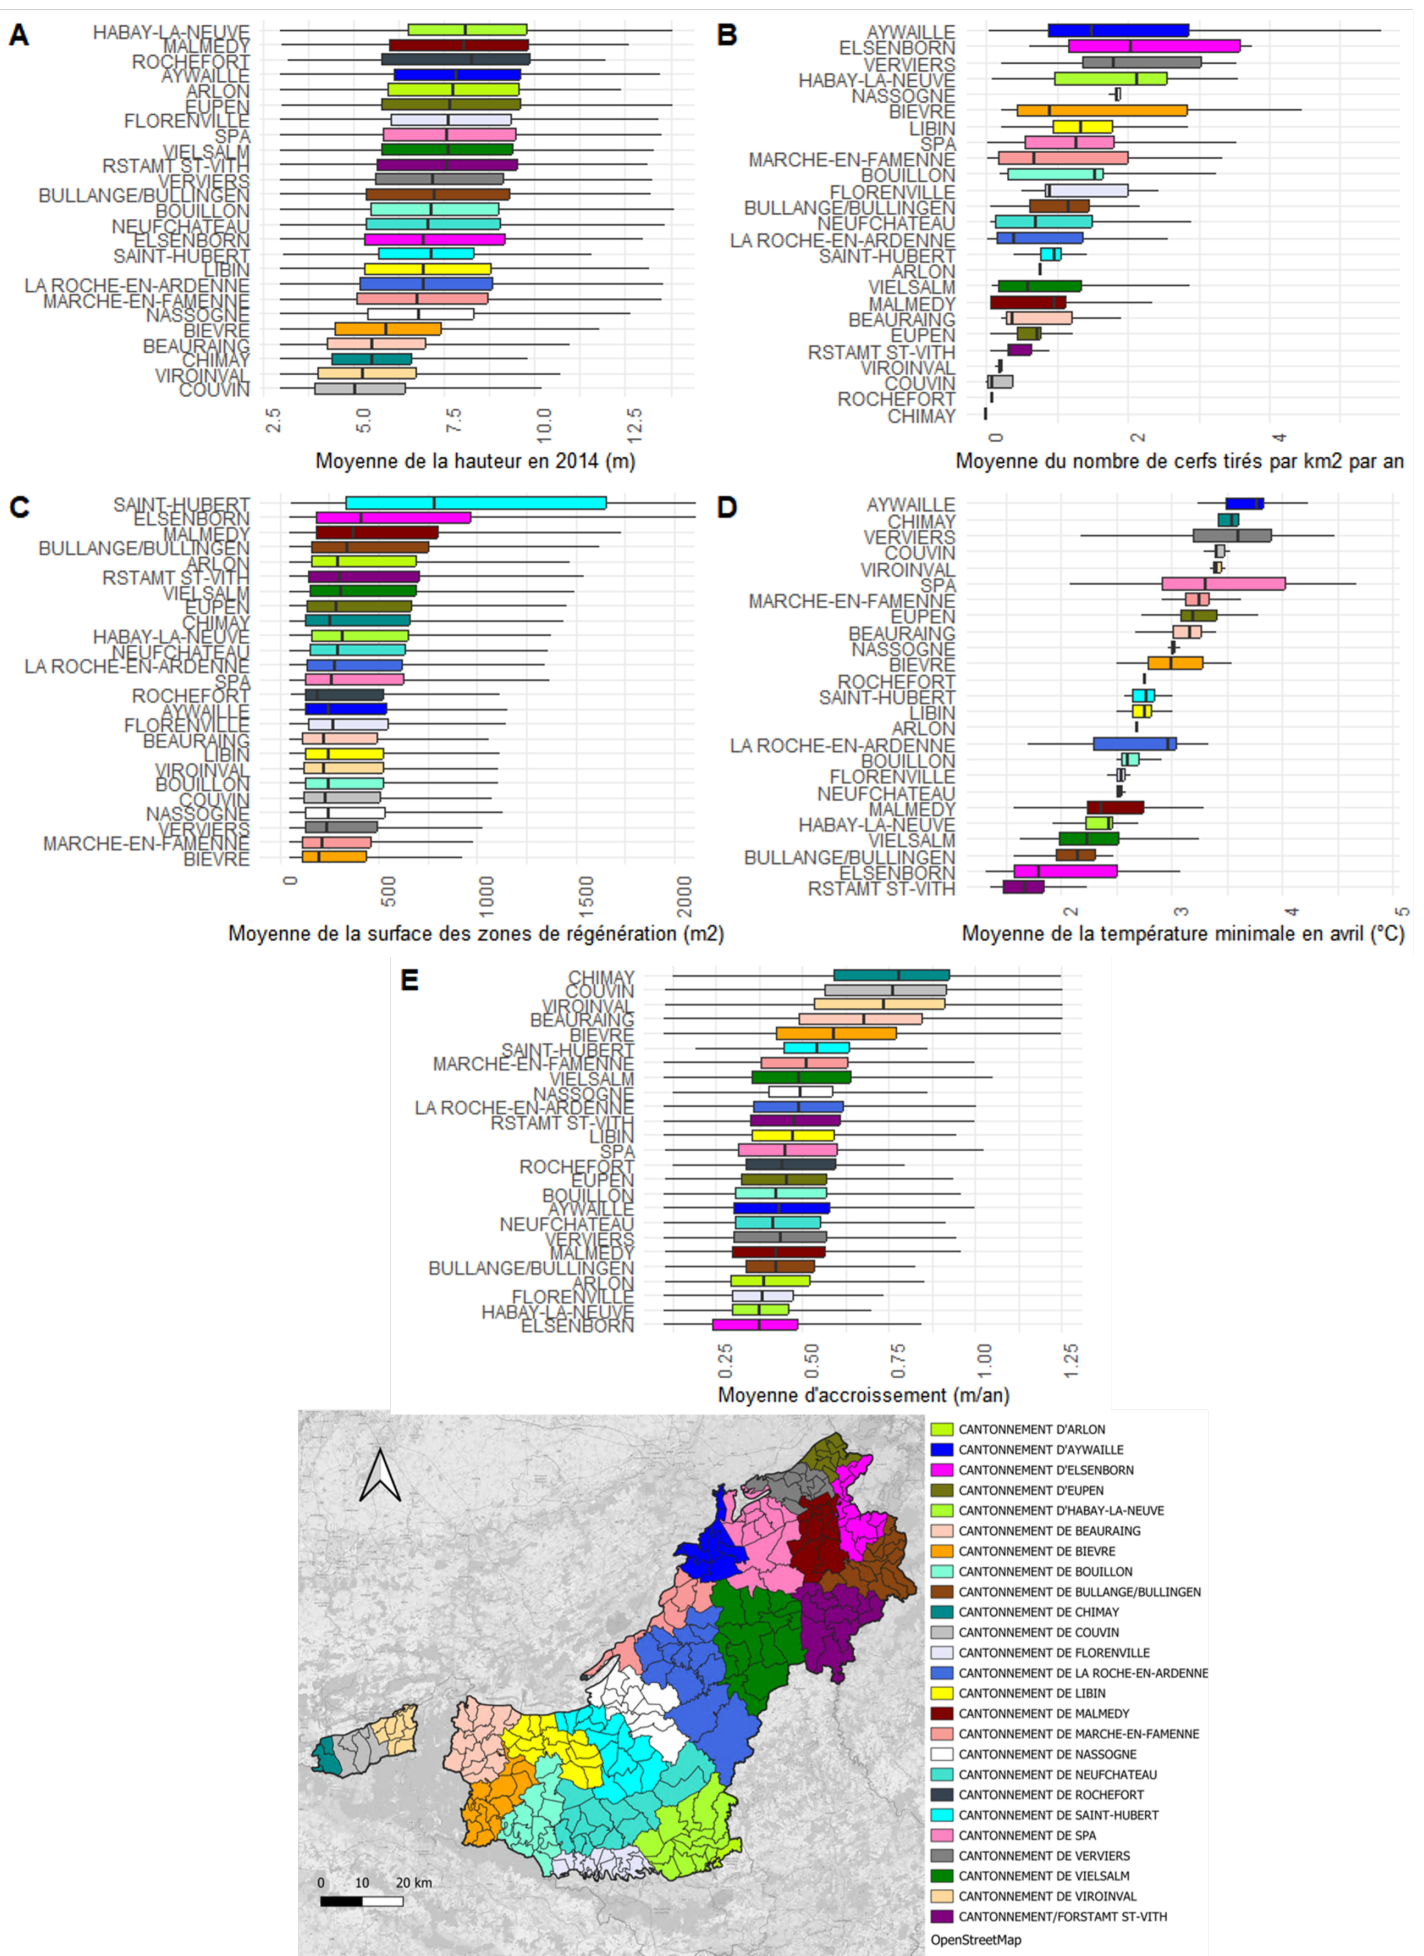 A
HABAY-LA-NEUVE
MALMEDY
ROCHEFORT
AYWAILLE
ARLON
EUPEN
FLORENVILLE
SPA
VIELSALM
RSTAMT ST-VITH
VERVIERS
BULLANGE/BULLINGEN
BOUILLON
NEUFCHATEAU
ELSENBORN
SAINT-HUBERT
LIBIN
LA ROCHE-EN-ARDENNE
MARCHE-EN-FAMENNE
NASSOGNE
BIEVRE
BEAURAING
CHIMAY
VIROINVAL
COUVIN
2.5 5.0 7.5 10.0 12.5
Moyenne de la hauteur en 2014 (m)
B
AYWAILLE
ELSENBORN
VERVIERS
HABAY-LA-NEUVE
NASSOGNE
BIEVRE
LIBIN
SPA
MARCHE-EN-FAMENNE
BOUILLON
FLORENVILLE
BULLANGE/BULLINGEN
NEUFCHATEAU
LA ROCHE-EN-ARDENNE
SAINT-HUBERT
ARLON
VIELSALM
MALMEDY
BEAURAING
EUPEN
RSTAMT ST-VITH
VIROINVAL
COUVIN
ROCHEFORT
CHIMAY
0 2 4
Moyenne du nombre de cerfs tirés par km2 par an
C
SAINT-HUBERT
ELSENBORN
MALMEDY
BULLANGE/BULLINGEN
ARLON
RSTAMT ST-VITH
VIELSALM
EUPEN
CHIMAY
HABAY-LA-NEUVE
NEUFCHATEAU
LA ROCHE-EN-ARDENNE
SPA
ROCHEFORT
AYWAILLE
FLORENVILLE
BEAURAING
LIBIN
VIROINVAL
BOUILLON
COUVIN
NASSOGNE
VERVIERS
MARCHE-EN-FAMENNE
BIEVRE
0 5000 10000 15000 20000
Moyenne de la surface des zones de régénération (m2)
D
AYWAILLE
CHIMAY
VERVIERS
COUVIN
VIROINVAL
SPA
MARCHE-EN-FAMENNE
EUPEN
BEAURAING
NASSOGNE
BIEVRE
ROCHEFORT
SAINT-HUBERT
LIBIN
ARLON
LA ROCHE-EN-ARDENNE
BOUILLON
FLORENVILLE
NEUFCHATEAU
MALMEDY
HABAY-LA-NEUVE
VIELSALM
BULLANGE/BULLINGEN
ELSENBORN
RSTAMT ST-VITH
2 3 4 5
Moyenne de la température minimale en avril (°C)
E
CHIMAY
COUVIN
VIROINVAL
BEAURAING
BIEVRE
SAINT-HUBERT
MARCHE-EN-FAMENNE
VIELSALM
NASSOGNE
LA ROCHE-EN-ARDENNE
RSTAMT ST-VITH
LIBIN
SPA
ROCHEFORT
EUPEN
BOUILLON
AYWAILLE
NEUFCHATEAU
VERVIERS
MALMEDY
BULLANGE/BULLINGEN
ARLON
FLORENVILLE
HABAY-LA-NEUVE
ELSENBORN
0.25 0.50 0.75 1.00 1.25
Moyenne d'accroissement (m/an)
0 10 20 km
CANTONNEMENT D'ARLON
CANTONNEMENT D'AYWAILLE
CANTONNEMENT D'ELSENBORN
CANTONNEMENT D'EUPEN
CANTONNEMENT D'HABAY-LA-NEUVE
CANTONNEMENT DE BEAURAING
CANTONNEMENT DE BIEVRE
CANTONNEMENT DE BOUILLON
CANTONNEMENT DE BULLANGE/BULLINGEN
CANTONNEMENT DE CHIMAY
CANTONNEMENT DE COUVIN
CANTONNEMENT DE FLORENVILLE
CANTONNEMENT DE LA ROCHE-EN-ARDENNE
CANTONNEMENT DE LIBIN
CANTONNEMENT DE MALMEDY
CANTONNEMENT DE MARCHE-EN-FAMENNE
CANTONNEMENT DE NASSOGNE
CANTONNEMENT DE NEUFCHATEAU
CANTONNEMENT DE ROCHEFORT
CANTONNEMENT DE SAINT-HUBERT
CANTONNEMENT DE SPA
CANTONNEMENT DE VERVIERS
CANTONNEMENT DE VIELSALM
CANTONNEMENT DE VIROINVAL
CANTONNEMENT/FORSTAMT ST-VITH
OpenStreetMap